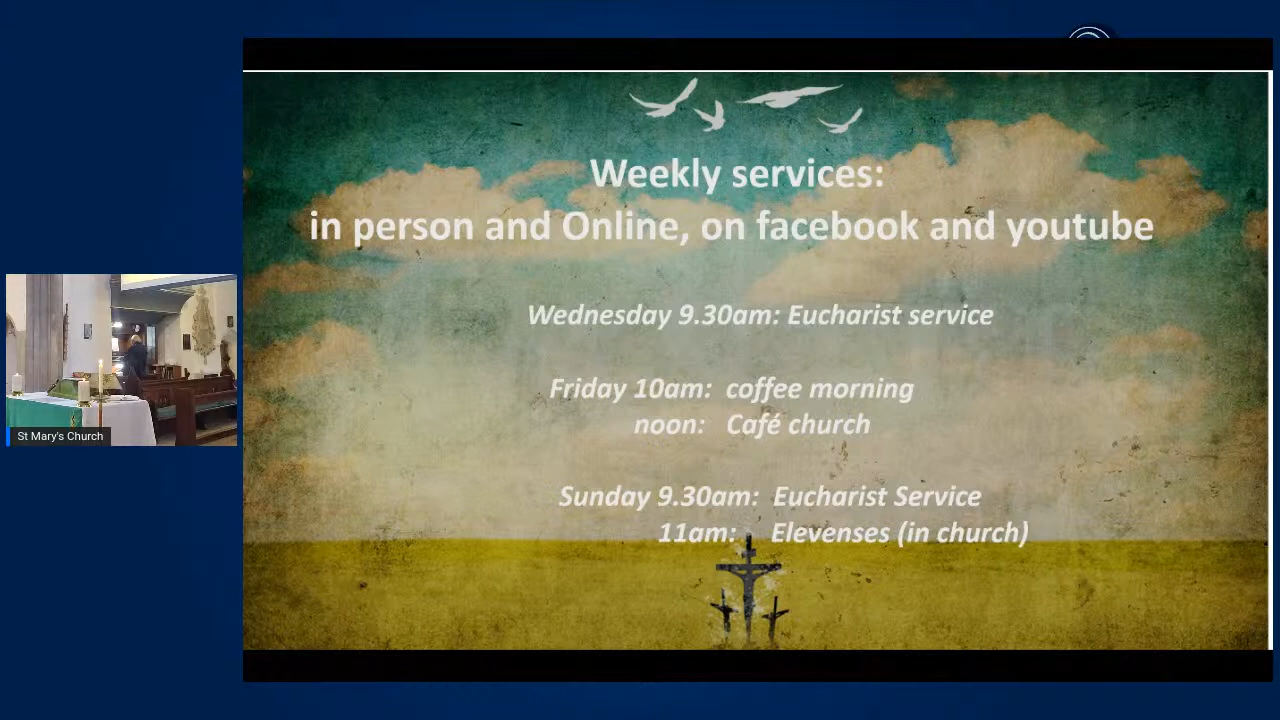 Weekly services:
in person and Online, on facebook and youtube
Wednesday 9.30am: Eucharist service
Friday 10am: coffee morning
noon: Café church
Sunday 9.30am: Eucharist Service
11am: Elevenses (in church)
St Mary's Church